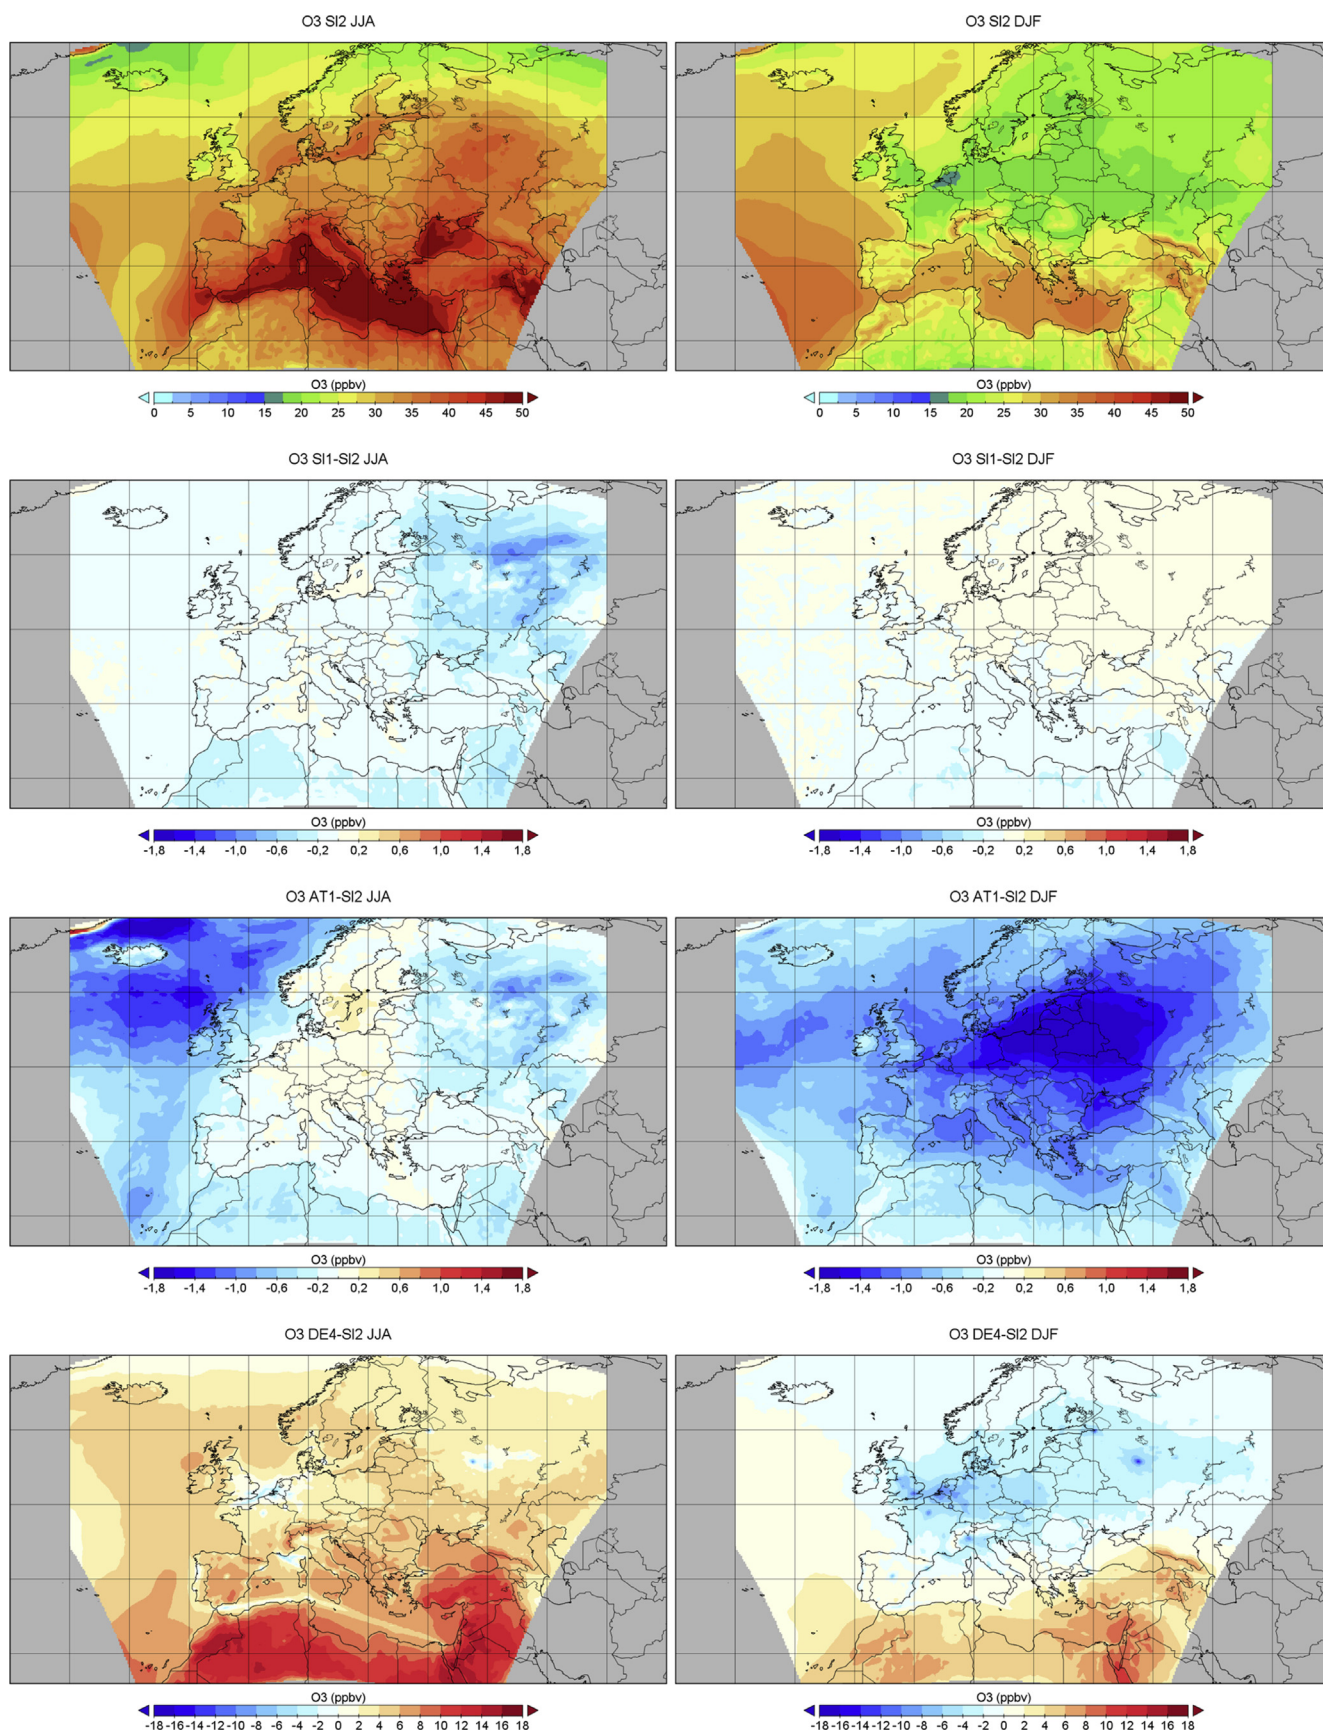 O3 SI2 JJA
O3 SI2 DJF
O3 (ppbv)
0 5 10 15 20 25 30 35 40 45 50
O3 (ppbv)
0 5 10 15 20 25 30 35 40 45 50
O3 SI1-SI2 JJA
O3 SI1-SI2 DJF
O3 (ppbv)
-1,8 -1,4 -1,0 -0,6 -0,2 0,2 0,6 1,0 1,4 1,8
O3 (ppbv)
-1,8 -1,4 -1,0 -0,6 -0,2 0,2 0,6 1,0 1,4 1,8
O3 AT1-SI2 JJA
O3 AT1-SI2 DJF
O3 (ppbv)
-1,8 -1,4 -1,0 -0,6 -0,2 0,2 0,6 1,0 1,4 1,8
O3 (ppbv)
-1,8 -1,4 -1,0 -0,6 -0,2 0,2 0,6 1,0 1,4 1,8
O3 DE4-SI2 JJA
O3 DE4-SI2 DJF
O3 (ppbv)
-18 -16 -14 -12 -10 -8 -6 -4 -2 0 2 4 6 8 10 12 14 16 18
O3 (ppbv)
-18 -16 -14 -12 -10 -8 -6 -4 -2 0 2 4 6 8 10 12 14 16 18